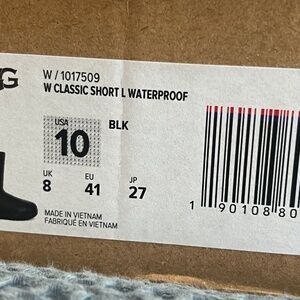 G
W / 1017509
W CLASSIC SHORT L WATERPROOF
USA
10 BLK
UK EU JP
8 41 27
MADE IN VIETNAM
FABRIQUÉ EN VIETNAM
1 90108 80